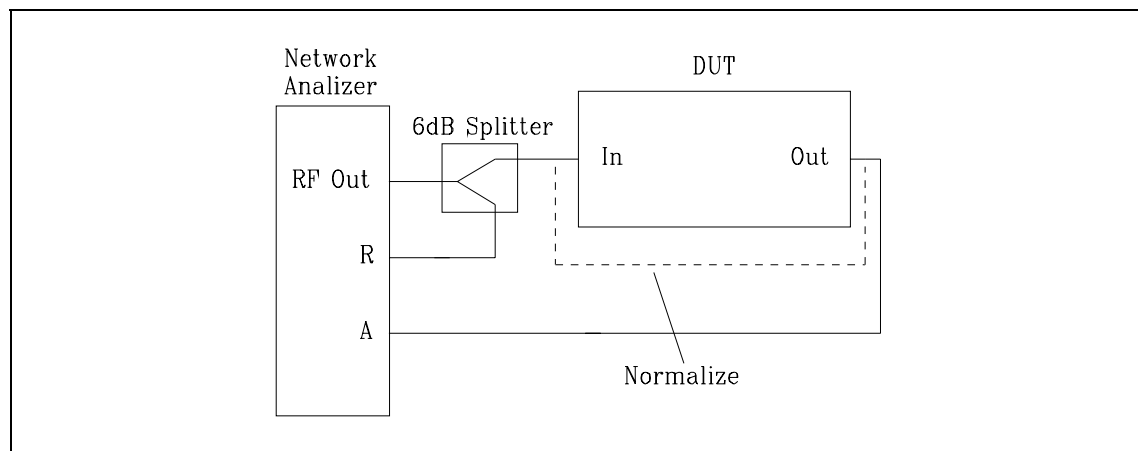 Network
Analizer
DUT
6dB Splitter
In
Out
RF Out
R
A
Normalize